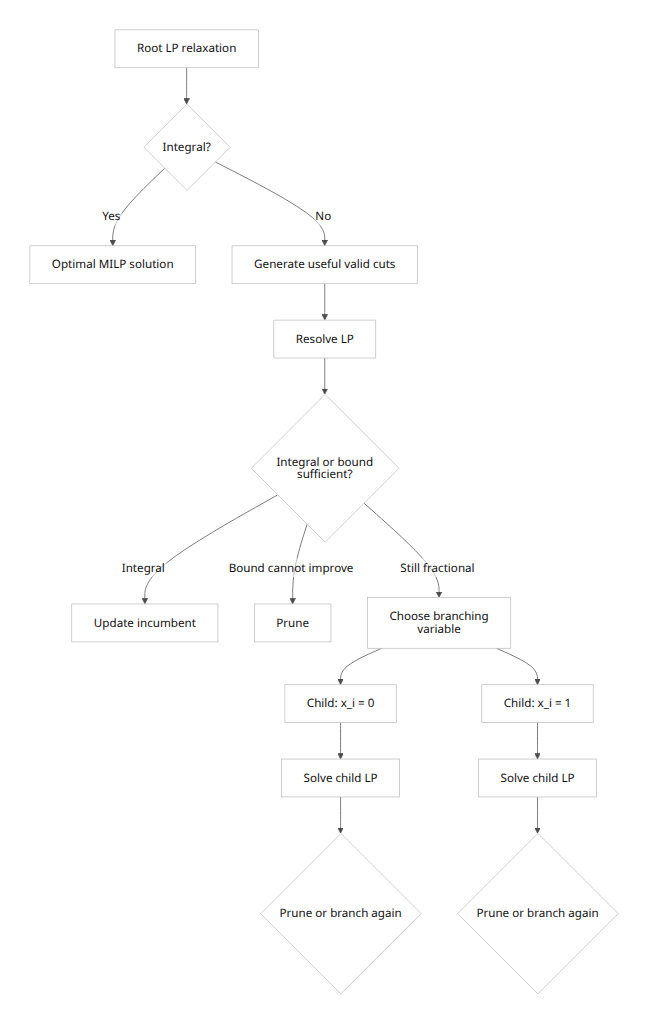 Root LP relaxation
Integral?
Yes
No
Optimal MILP solution
Generate useful valid cuts
Resolve LP
Integral or bound
sufficient?
Integral
Bound cannot improve
Still fractional
Update incumbent
Prune
Choose branching
variable
Child: x_i = 0
Child: x_i = 1
Solve child LP
Solve child LP
Prune or branch again
Prune or branch again